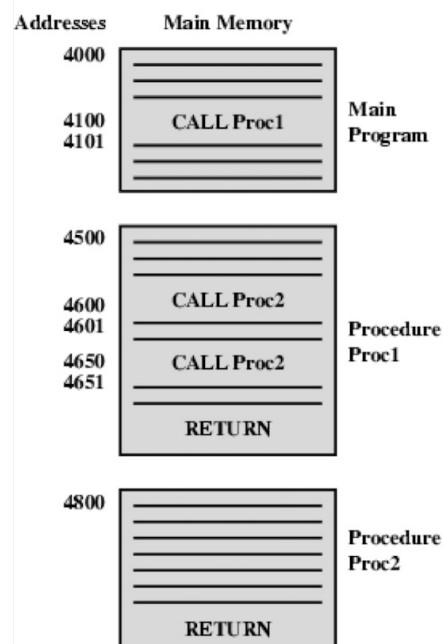 Addresses Main Memory
4000
4100 CALL Proc1 Main
4101 Program
4500
4600 CALL Proc2
4601 Procedure
4650 CALL Proc2 Proc1
4651
RETURN
4800
Procedure
Proc2
RETURN